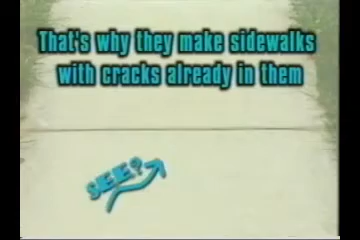 That's why they make sidewalks
with cracks already in them
SEE?